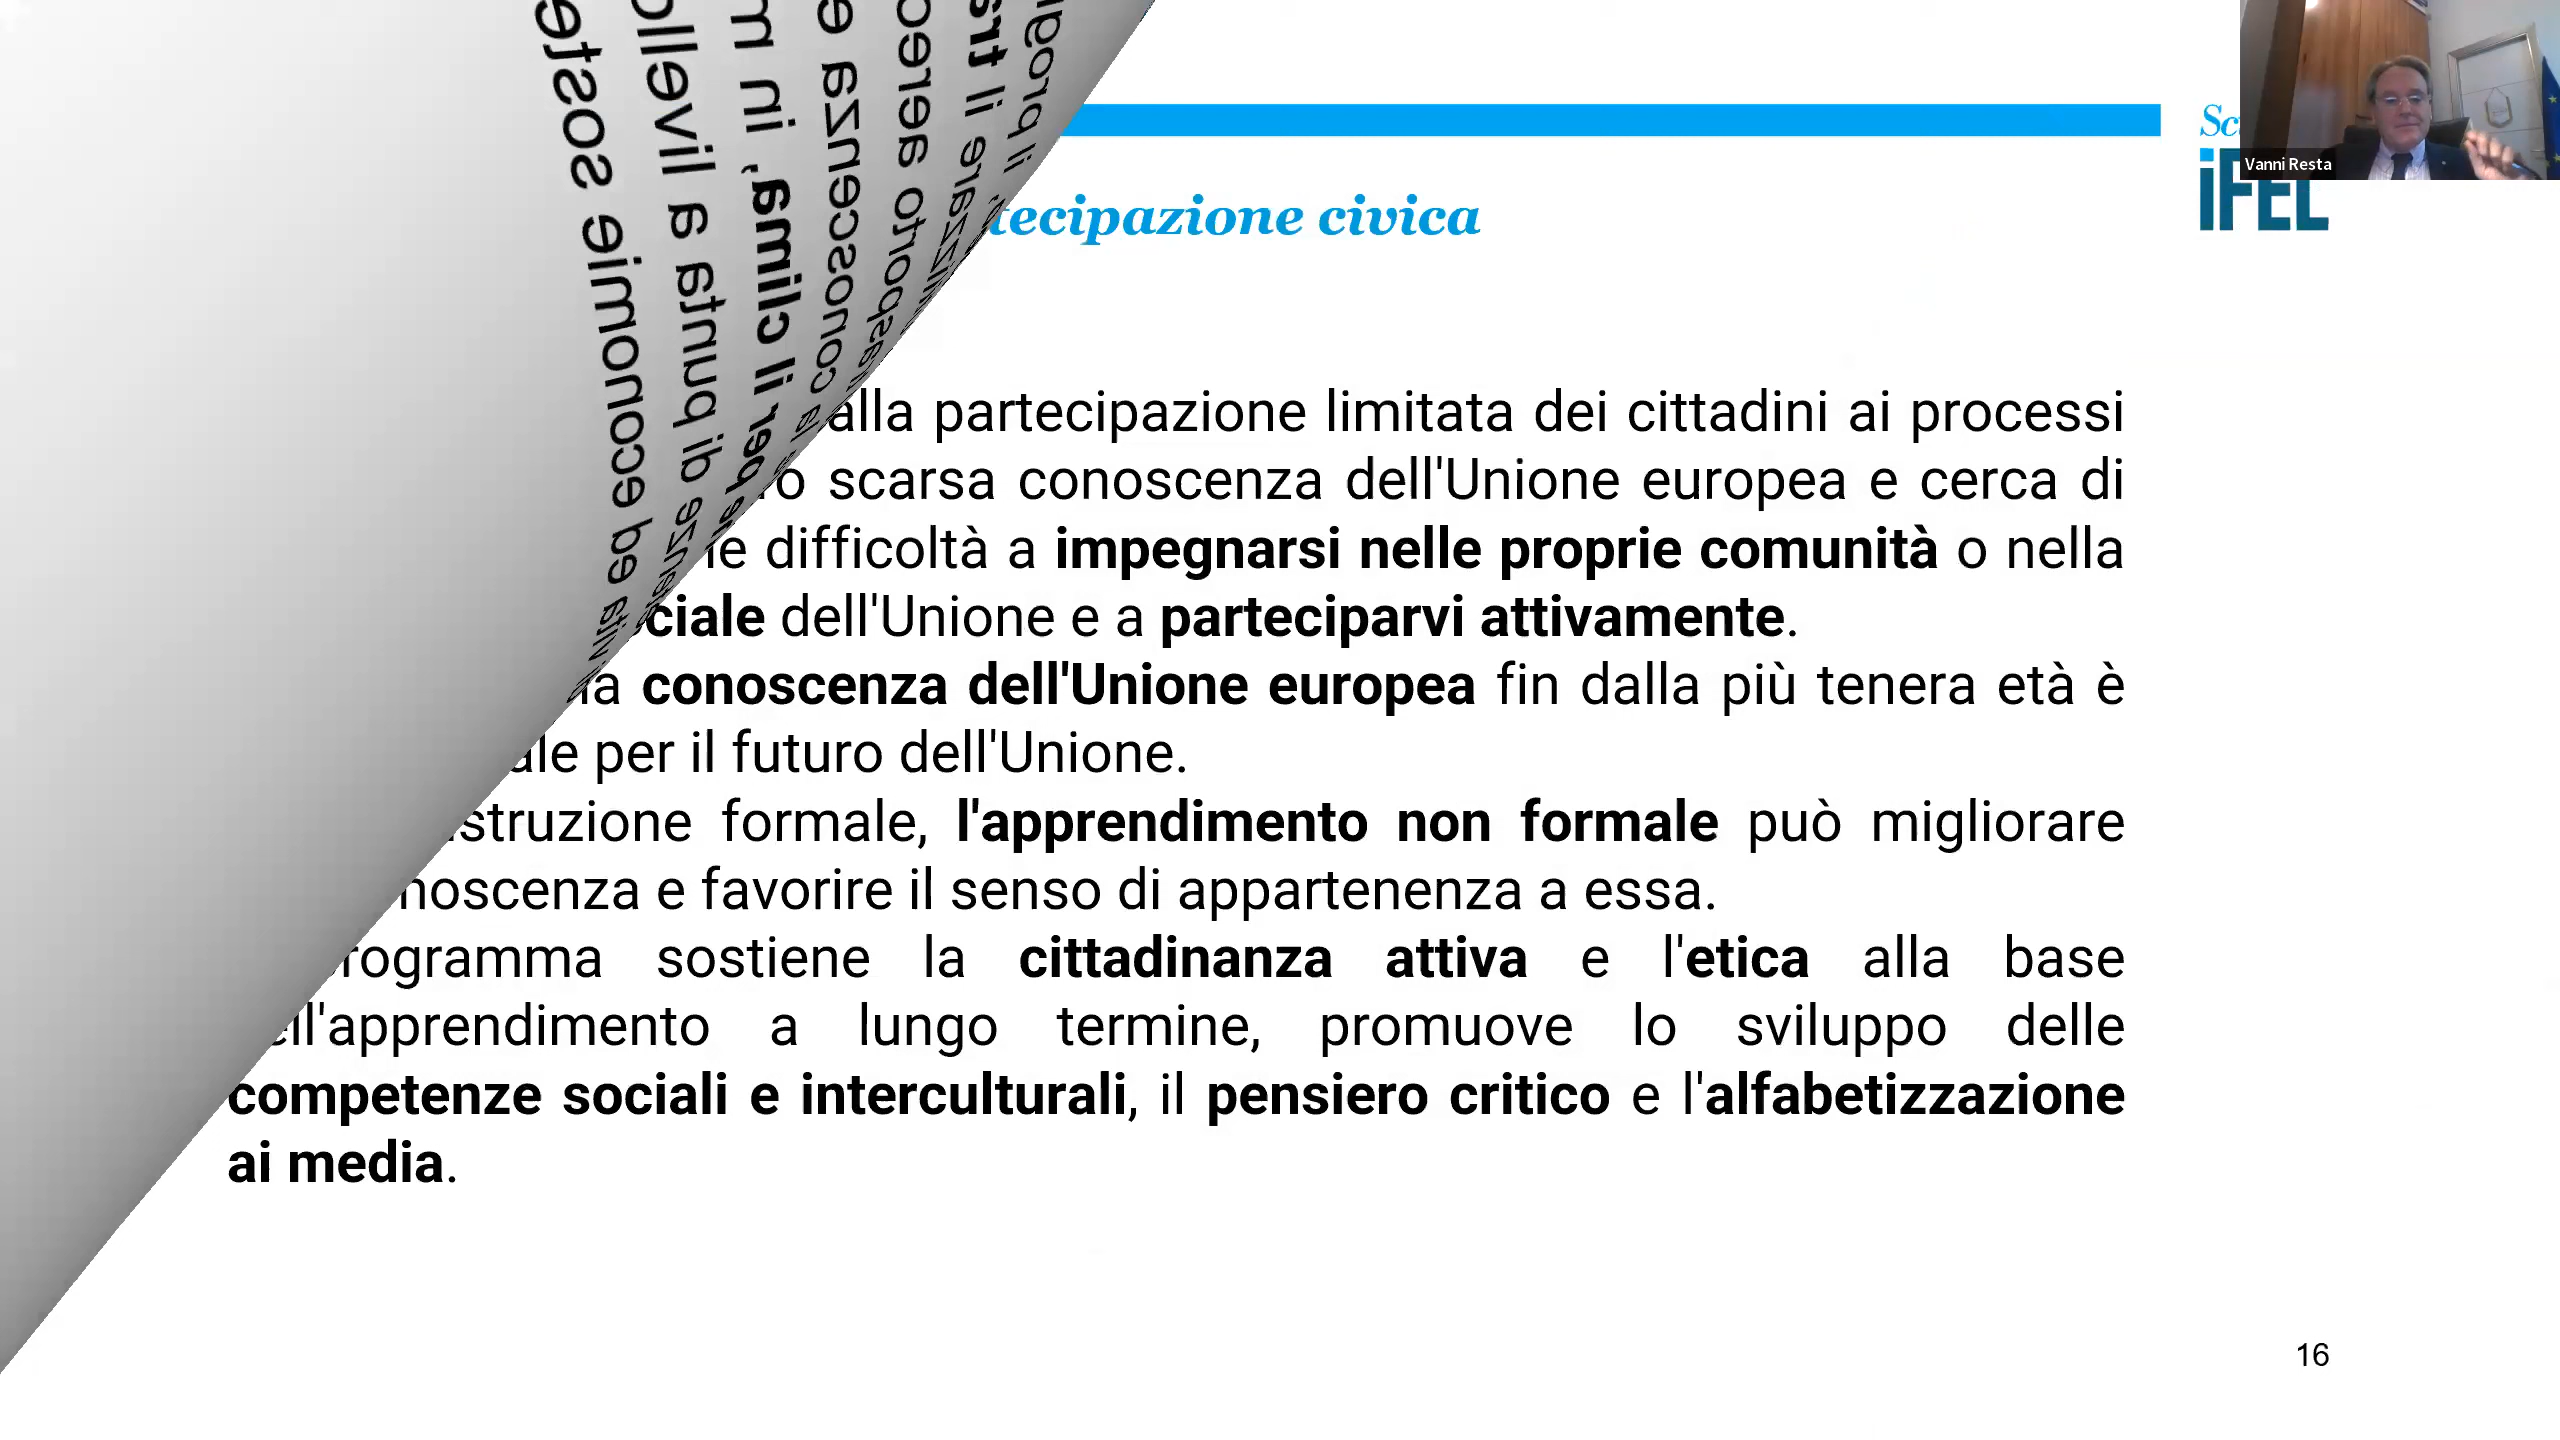 Vanni Resta
iFEL
partecipazione civica
alla partecipazione limitata dei cittadini ai processi
scarsa conoscenza dell'Unione europea e cerca di
le difficoltà a impegnarsi nelle proprie comunità o nella
ciale dell'Unione e a parteciparvi attivamente.
la conoscenza dell'Unione europea fin dalla più tenera età è
ale per il futuro dell'Unione.
struzione formale, l'apprendimento non formale può migliorare
noscenza e favorire il senso di appartenenza a essa.
rogramma sostiene la cittadinanza attiva e l'etica alla base
ell'apprendimento a lungo termine, promuove lo sviluppo delle
competenze sociali e interculturali, il pensiero critico e l'alfabetizzazione
ai media.
16